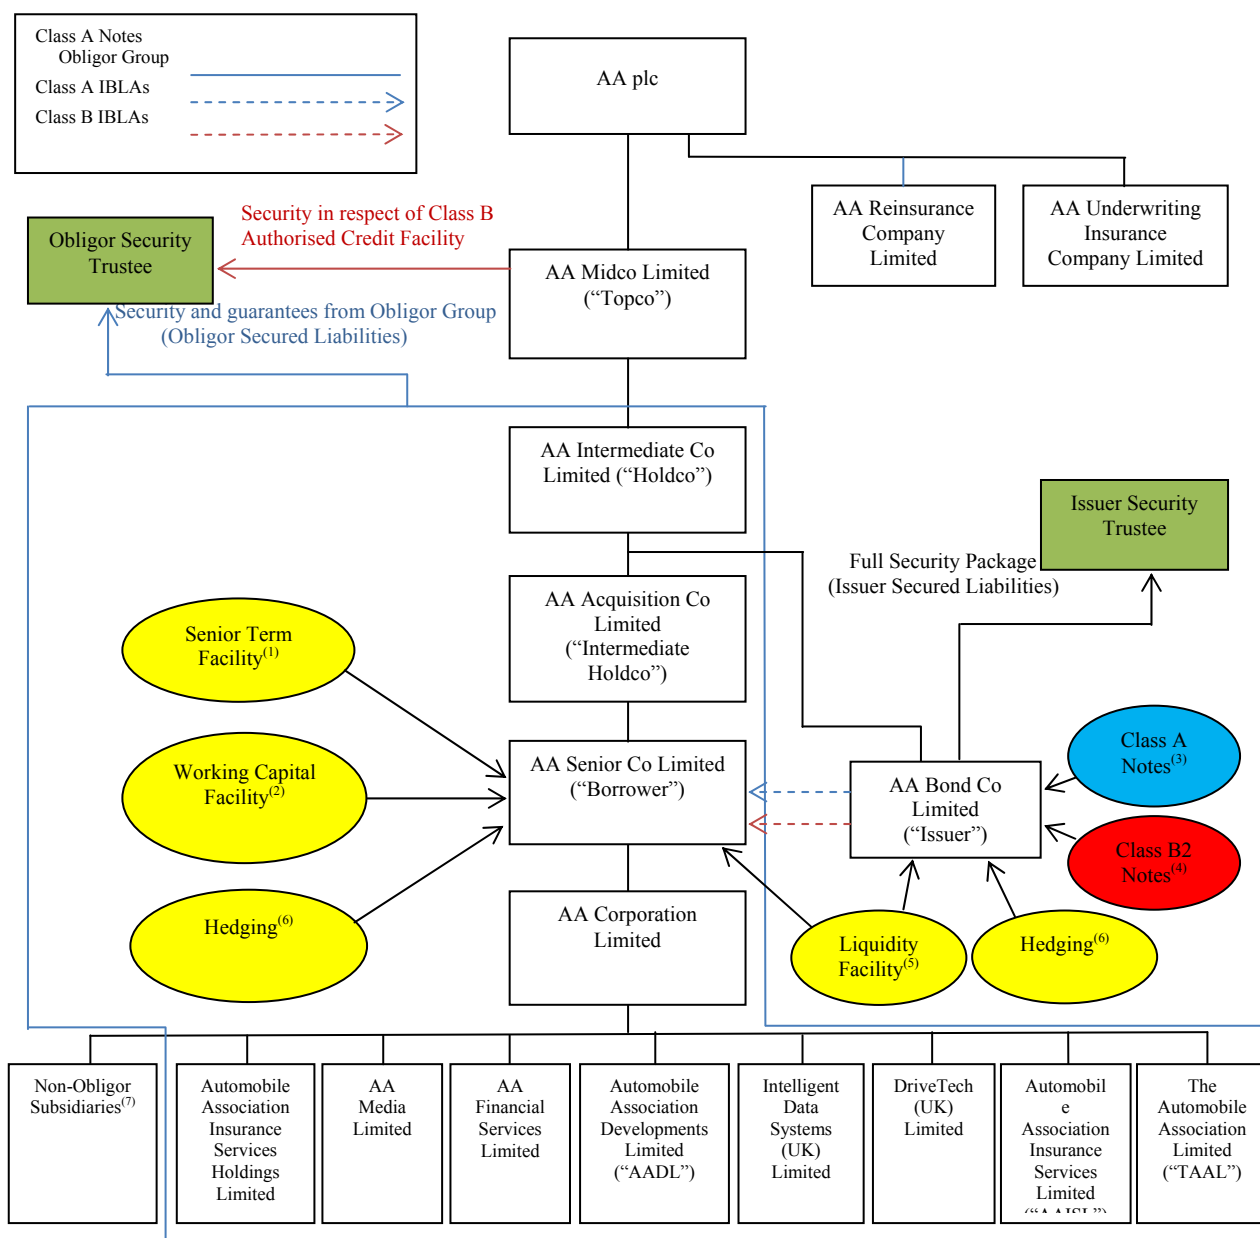 Class A Notes
Obligor Group
Class A IBLAs
Class B IBLAs
AA plc
AA Reinsurance
Company
Limited
AA Underwriting
Insurance
Company Limited
Obligor Security
Trustee
Security in respect of Class B
Authorised Credit Facility
AA Midco Limited
(“Topco”)
Security and guarantees from Obligor Group
(Obligor Secured Liabilities)
AA Intermediate Co
Limited (“Holdco”)
Issuer Security
Trustee
Full Security Package
(Issuer Secured Liabilities)
AA Acquisition Co
Limited
(“Intermediate
Holdco”)
Senior Term
Facility(1)
Working Capital
Facility(2)
Hedging(6)
AA Senior Co Limited
(“Borrower”)
AA Bond Co
Limited
(“Issuer”)
Class A
Notes(3)
Class B2
Notes(4)
AA Corporation
Limited
Liquidity
Facility(5)
Hedging(6)
Non-Obligor
Subsidiaries(7)
Automobile
Association
Insurance
Services
Holdings
Limited
AA
Media
Limited
AA
Financial
Services
Limited
Automobile
Association
Developments
Limited
(“AADL”)
Intelligent
Data
Systems
(UK)
Limited
DriveTech
(UK)
Limited
Automobil
e
Association
Insurance
Services
Limited
(“AAISL”)
The
Automobile
Association
Limited
(“TAAL”)